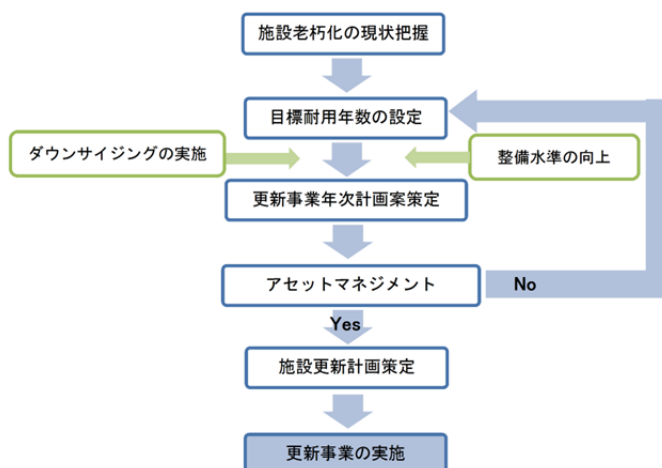 施設老朽化の現状把握
目標耐用年数の設定
ダウンサイジングの実施
整備水準の向上
更新事業年次計画案策定
アセットマネジメント
No
Yes
施設更新計画策定
更新事業の実施